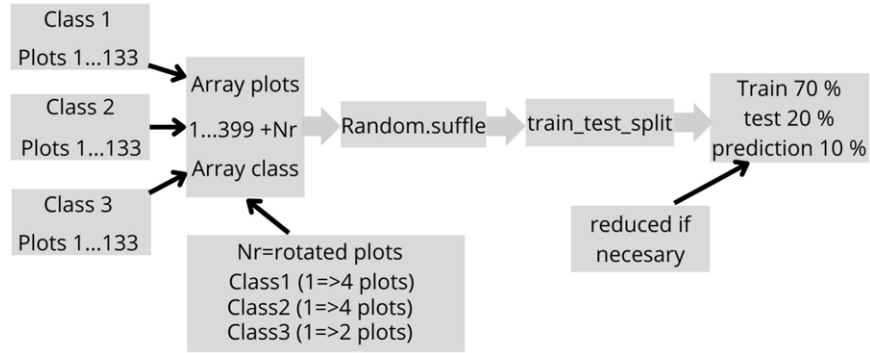 Class 1
Plots 1...133
Class 2
Plots 1...133
Class 3
Plots 1...133
Array plots
1...399 +Nr
Array class
Nr=rotated plots
Class1 (1=>4 plots)
Class2 (1=>4 plots)
Class3 (1=>2 plots)
Random.suffle
train_test_split
Train 70 %
test 20 %
prediction 10 %
reduced if
necesary